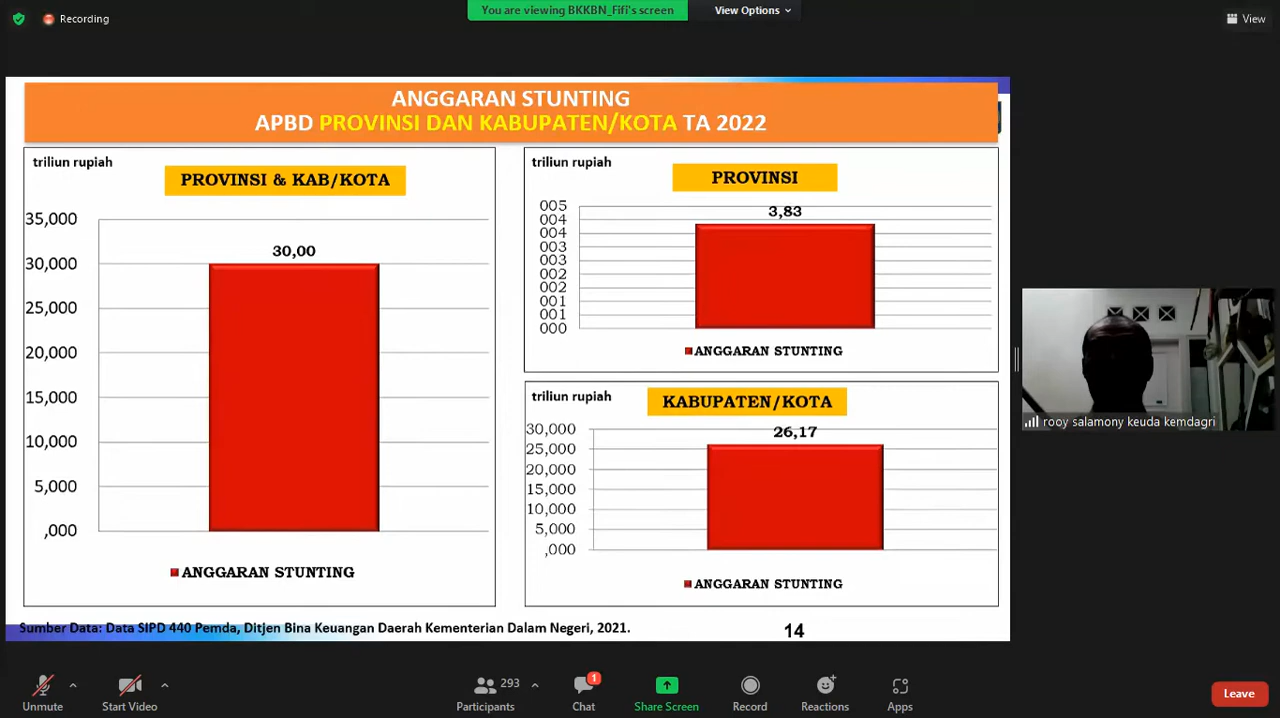 Recording
You are viewing BKKBN_Fifi's screen
View Options
View
ANGGARAN STUNTING
APBD PROVINSI DAN KABUPATEN/KOTA TA 2022
triliun rupiah
PROVINSI & KAB/KOTA
35,000
30,00
30,000
25,000
20,000
15,000
10,000
5,000
,000
ANGGARAN STUNTING
triliun rupiah
PROVINSI
005
3,83
004
004
003
003
002
002
001
001
000
ANGGARAN STUNTING
triliun rupiah
KABUPATEN/KOTA
30,000
26,17
25,000
20,000
15,000
10,000
5,000
,000
ANGGARAN STUNTING
Sumber Data: Data SIPD 440 Pemda, Ditjen Bina Keuangan Daerah Kementerian Dalam Negeri, 2021.
14
rooy salamony keuda kemdagri
Unmute
Start Video
293
Participants
1
Chat
Share Screen
Record
Reactions
Apps
Leave